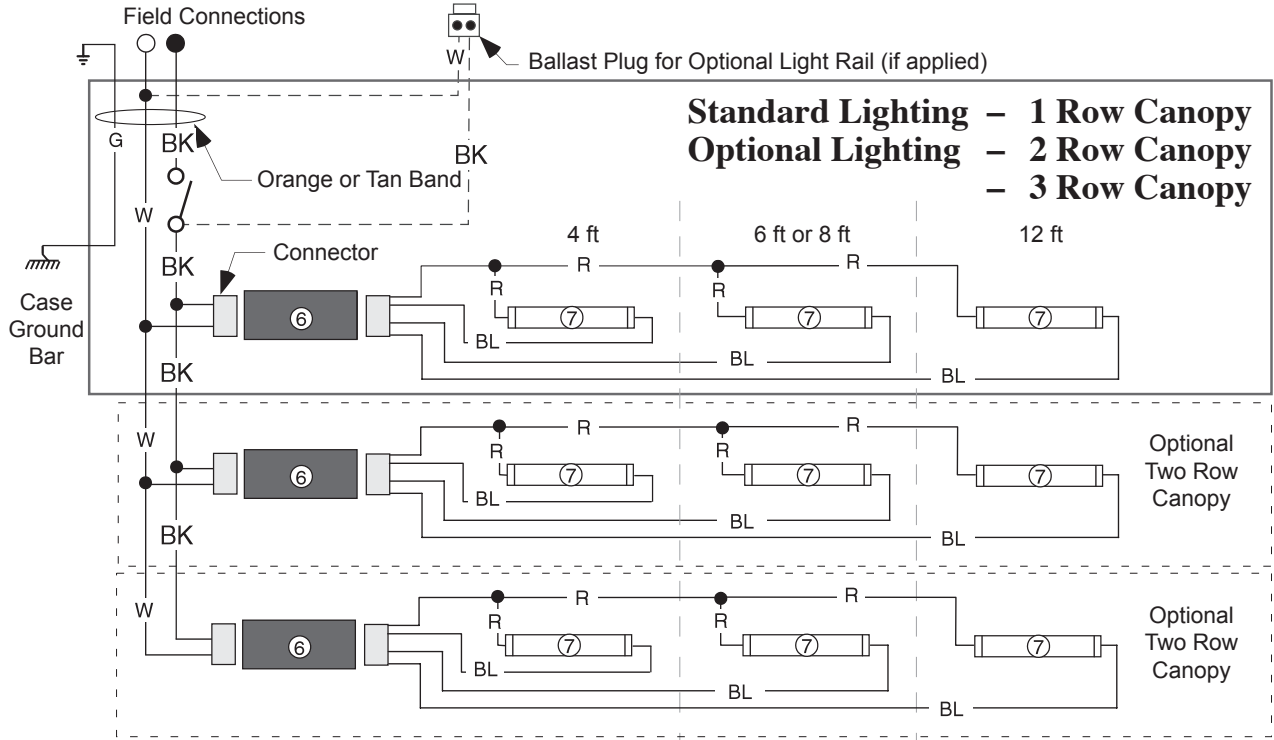 Field Connections
W
Ballast Plug for Optional Light Rail (if applied)
Standard Lighting – 1 Row Canopy
Optional Lighting – 2 Row Canopy
– 3 Row Canopy
G
BK
BK
Orange or Tan Band
W
4 ft
6 ft or 8 ft
12 ft
Connector
BK
R
R
R
R
Case
Ground
Bar
6
7
7
7
BL
BL
BL
BK
W
R
R
R
R
Optional
Two Row
Canopy
6
7
7
7
BL
BL
BL
BK
W
R
R
R
R
Optional
Two Row
Canopy
6
7
7
7
BL
BL
BL